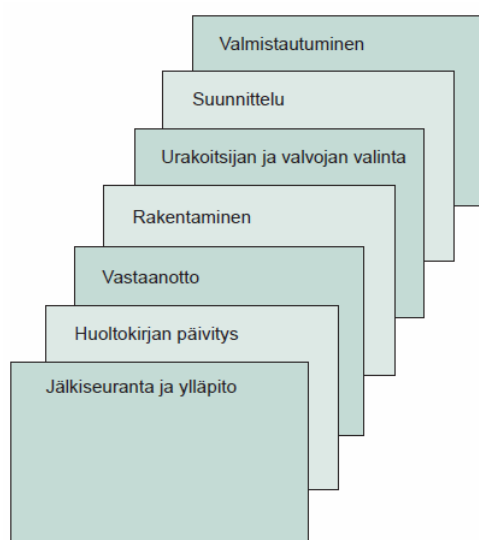 Valmistautuminen
Suunnittelu
Urakoitsijan ja valvojan valinta
Rakentaminen
Vastaanotto
Huoltokirjan päivitys
Jälkiseuranta ja ylläpito